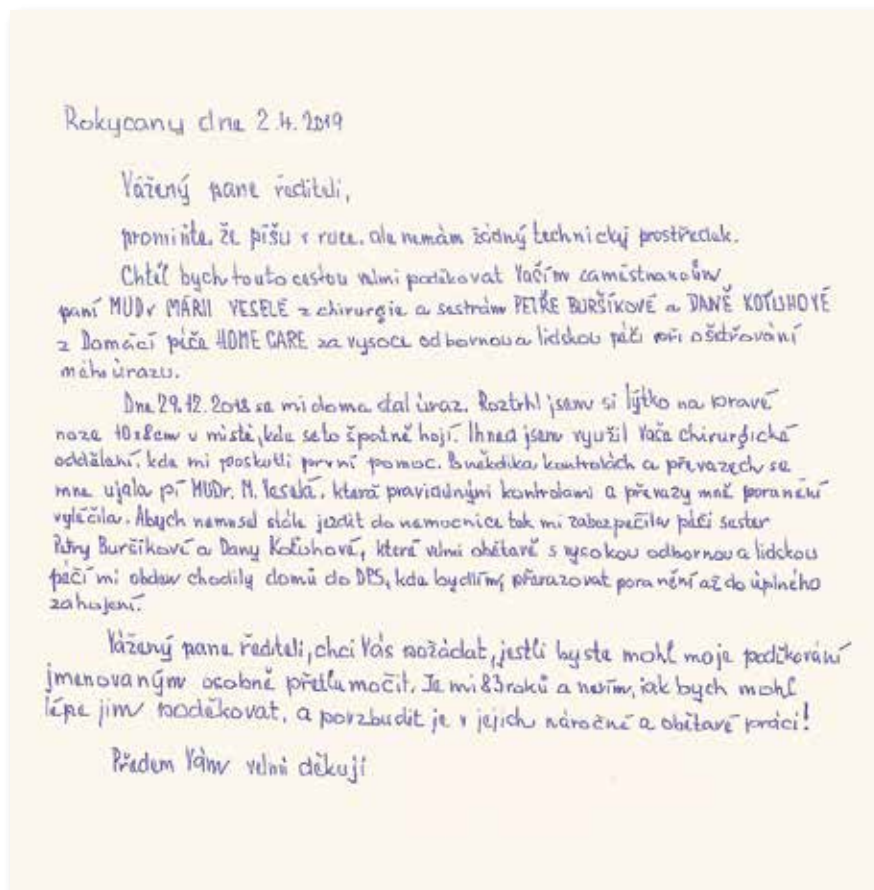 Rokycany dne 2.4.2019
Vážený pane řediteli,
promiňte, že píšu v ruce, ale nemám žádný technický prostředek.
Chtěl bych touto cestou velmi poděkovat Vaším zaměstnancům
paní MUDr MÁRII VESELÉ z chirurgie a sestrám PETŘE BURŠÍKOVÉ a DANĚ KOŤUHOVÉ
z Domácí péče HOME CARE za vysoce odbornou a lidskou péči při ošetřování
mého úrazu.
Dne 29.12.2018 se mi doma stal úraz. Roztrhl jsem si lýtko na pravé
noze 10x8cm v místě, kde se to špatně hojí. Ihned jsem využil Vaše chirurgické
oddělení, kde mi poskytli první pomoc. Po několika kontrolách a převazech se
mne ujala pí MUDr. M. Veselá, která pravidelnými kontrolami a převazy mné poranění
vyléčila. Abych nemusel stále jezdit do nemocnice tak mi zabezpečila péči sester
Petry Buršíkové a Dany Koťuhové, které velmi obětavě s vysokou odbornou a lidskou
péčí mi obden chodily domů do DPS, kde bydlím, převazovat poranění až do úplného
zahojení.
Vážený pane řediteli, chci Vás požádat, jestli byste mohl moje poděkování
jmenovaným osobně přetlumočit. Je mi 83 roků a nevím, jak bych mohl
lépe jim poděkovat, a povzbudit je v jejich náročné a obětavé práci!
Předem Vám velmi děkuji